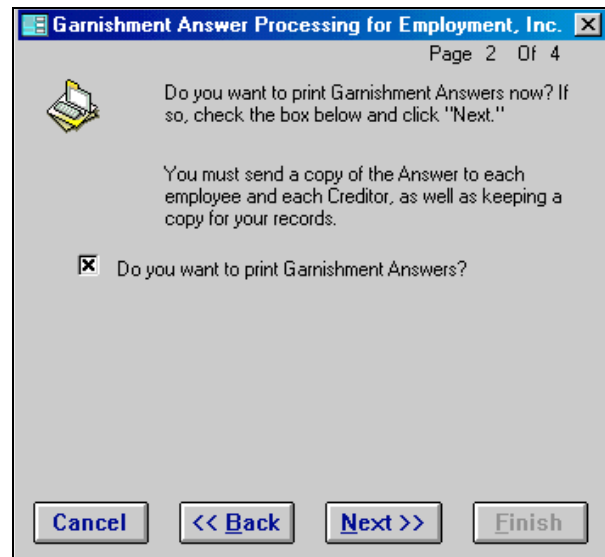 Garnishment Answer Processing for Employment, Inc.
Page 2 Of 4
Do you want to print Garnishment Answers now? If
so, check the box below and click "Next."
You must send a copy of the Answer to each
employee and each Creditor, as well as keeping a
copy for your records.
Do you want to print Garnishment Answers?
Cancel << Back Next >> Finish